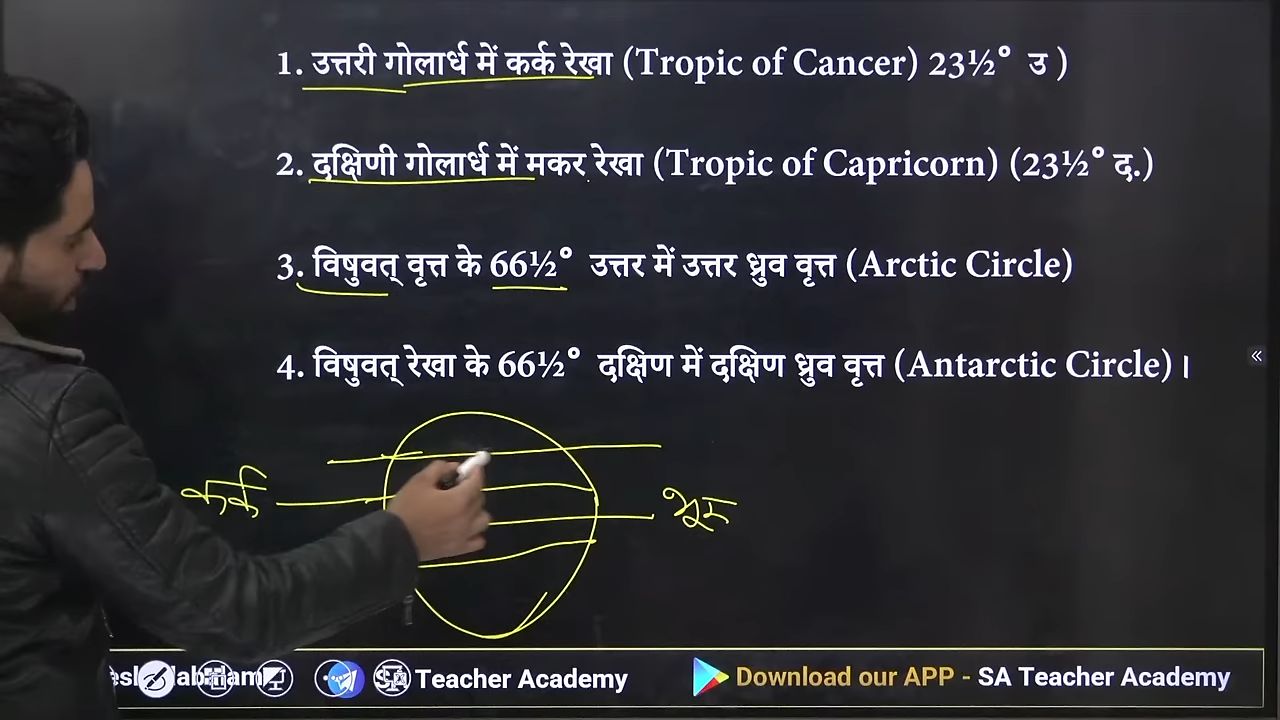 1. उत्तरी गोलार्ध में कर्क रेखा (Tropic of Cancer) 23½° उ )
2. दक्षिणी गोलार्ध में मकर रेखा (Tropic of Capricorn) (23½° द.)
3. विषुवत् वृत्त के 66½° उत्तर में उत्तर ध्रुव वृत्त (Arctic Circle)
4. विषुवत् रेखा के 66½° दक्षिण में दक्षिण ध्रुव वृत्त (Antarctic Circle)।
«
कर्क
Teacher Academy
Download our APP - SA Teacher Academy